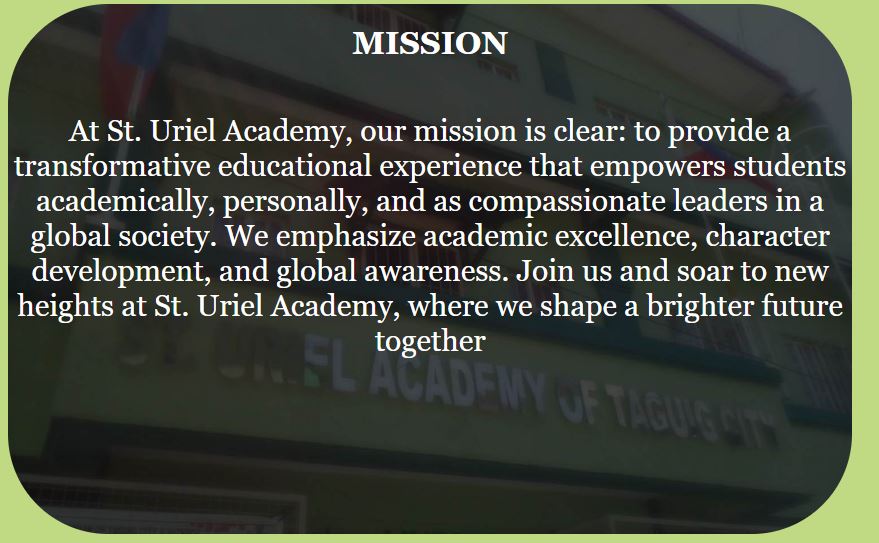 MISSION
At St. Uriel Academy, our mission is clear: to provide a
transformative educational experience that empowers students
academically, personally, and as compassionate leaders in a
global society. We emphasize academic excellence, character
development, and global awareness. Join us and soar to new
heights at St. Uriel Academy, where we shape a brighter future
together
ST. URIEL ACADEMY OF TAGUIG CITY